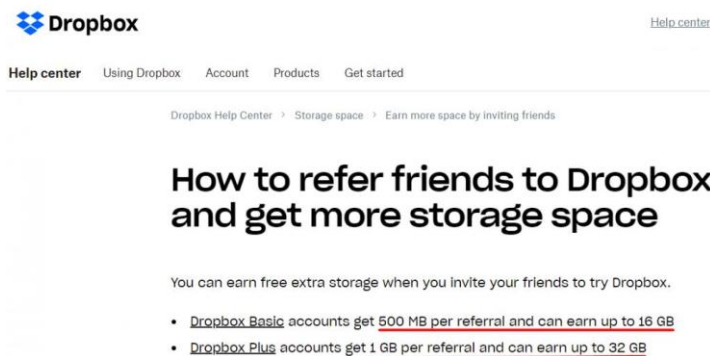 Dropbox
Help center
Help center Using Dropbox Account Products Get started
Dropbox Help Center > Storage space > Earn more space by inviting friends
How to refer friends to Dropbox
and get more storage space
You can earn free extra storage when you invite your friends to try Dropbox.
• Dropbox Basic accounts get 500 MB per referral and can earn up to 16 GB
• Dropbox Plus accounts get 1 GB per referral and can earn up to 32 GB